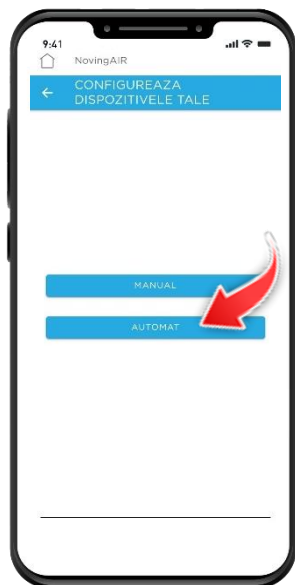 9:41
NovingAIR
CONFIGUREAZA
DISPOZITIVELE TALE
MANUAL
AUTOMAT